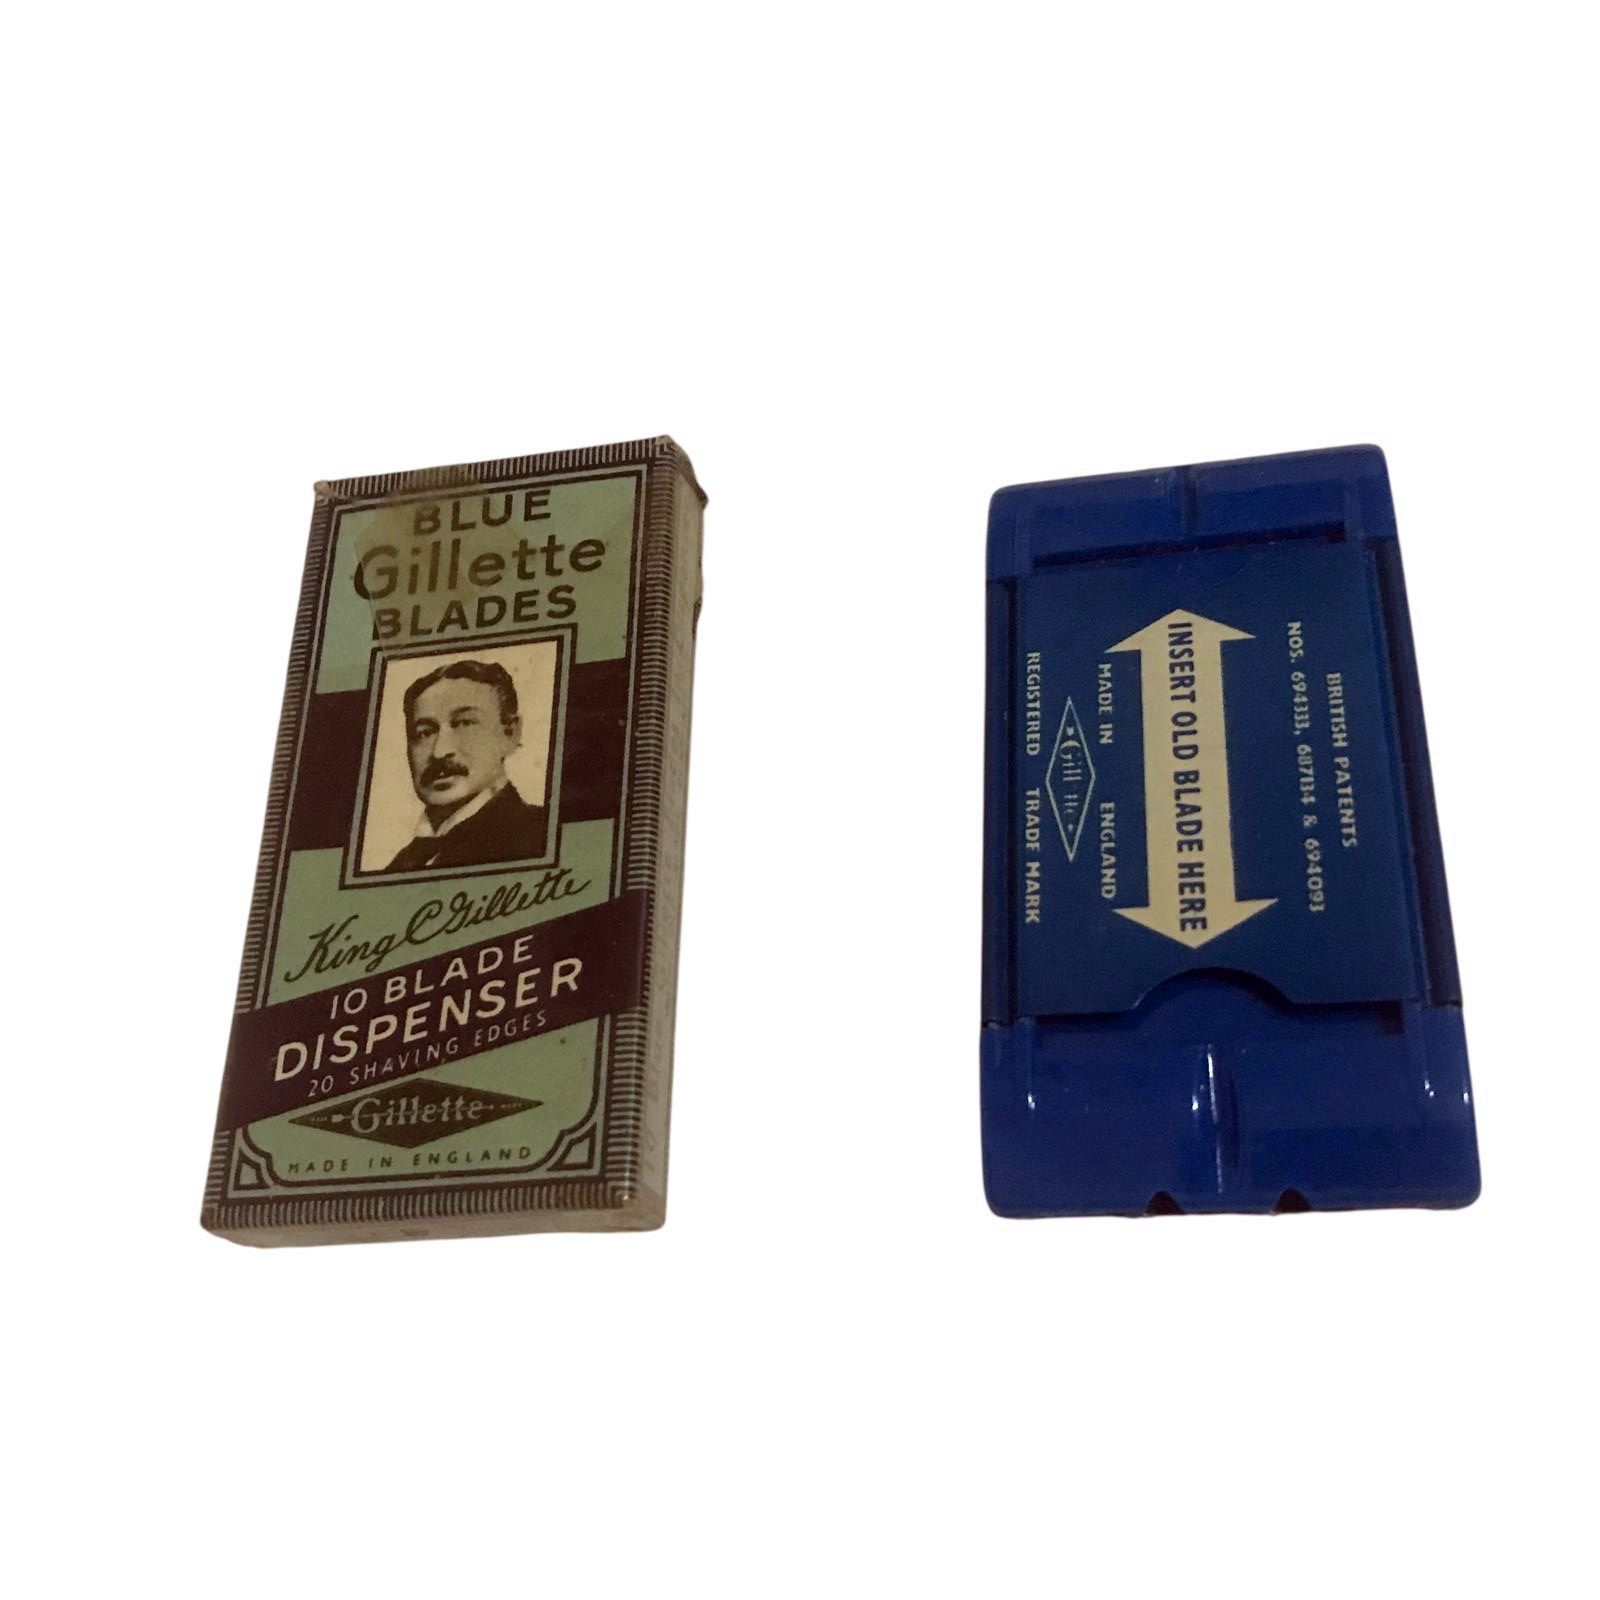 BLUE
Gillette
BLADES
King C Gillette
10 BLADE
DISPENSER
20 SHAVING EDGES
Gillette
MADE IN ENGLAND
BRITISH PATENTS
NOS. 694333, 687134 & 694093
INSERT OLD BLADE HERE
MADE IN ENGLAND
Gillette
REGISTERED TRADE MARK